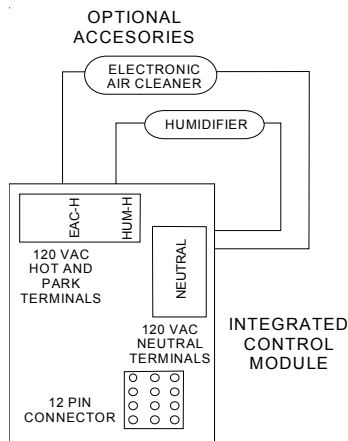 OPTIONAL
ACCESORIES
ELECTRONIC
AIR CLEANER
HUMIDIFIER
EAC-H
HUM-H
120 VAC
HOT AND
PARK
TERMINALS
NEUTRAL
120 VAC
NEUTRAL
TERMINALS
INTEGRATED
CONTROL
MODULE
12 PIN
CONNECTOR